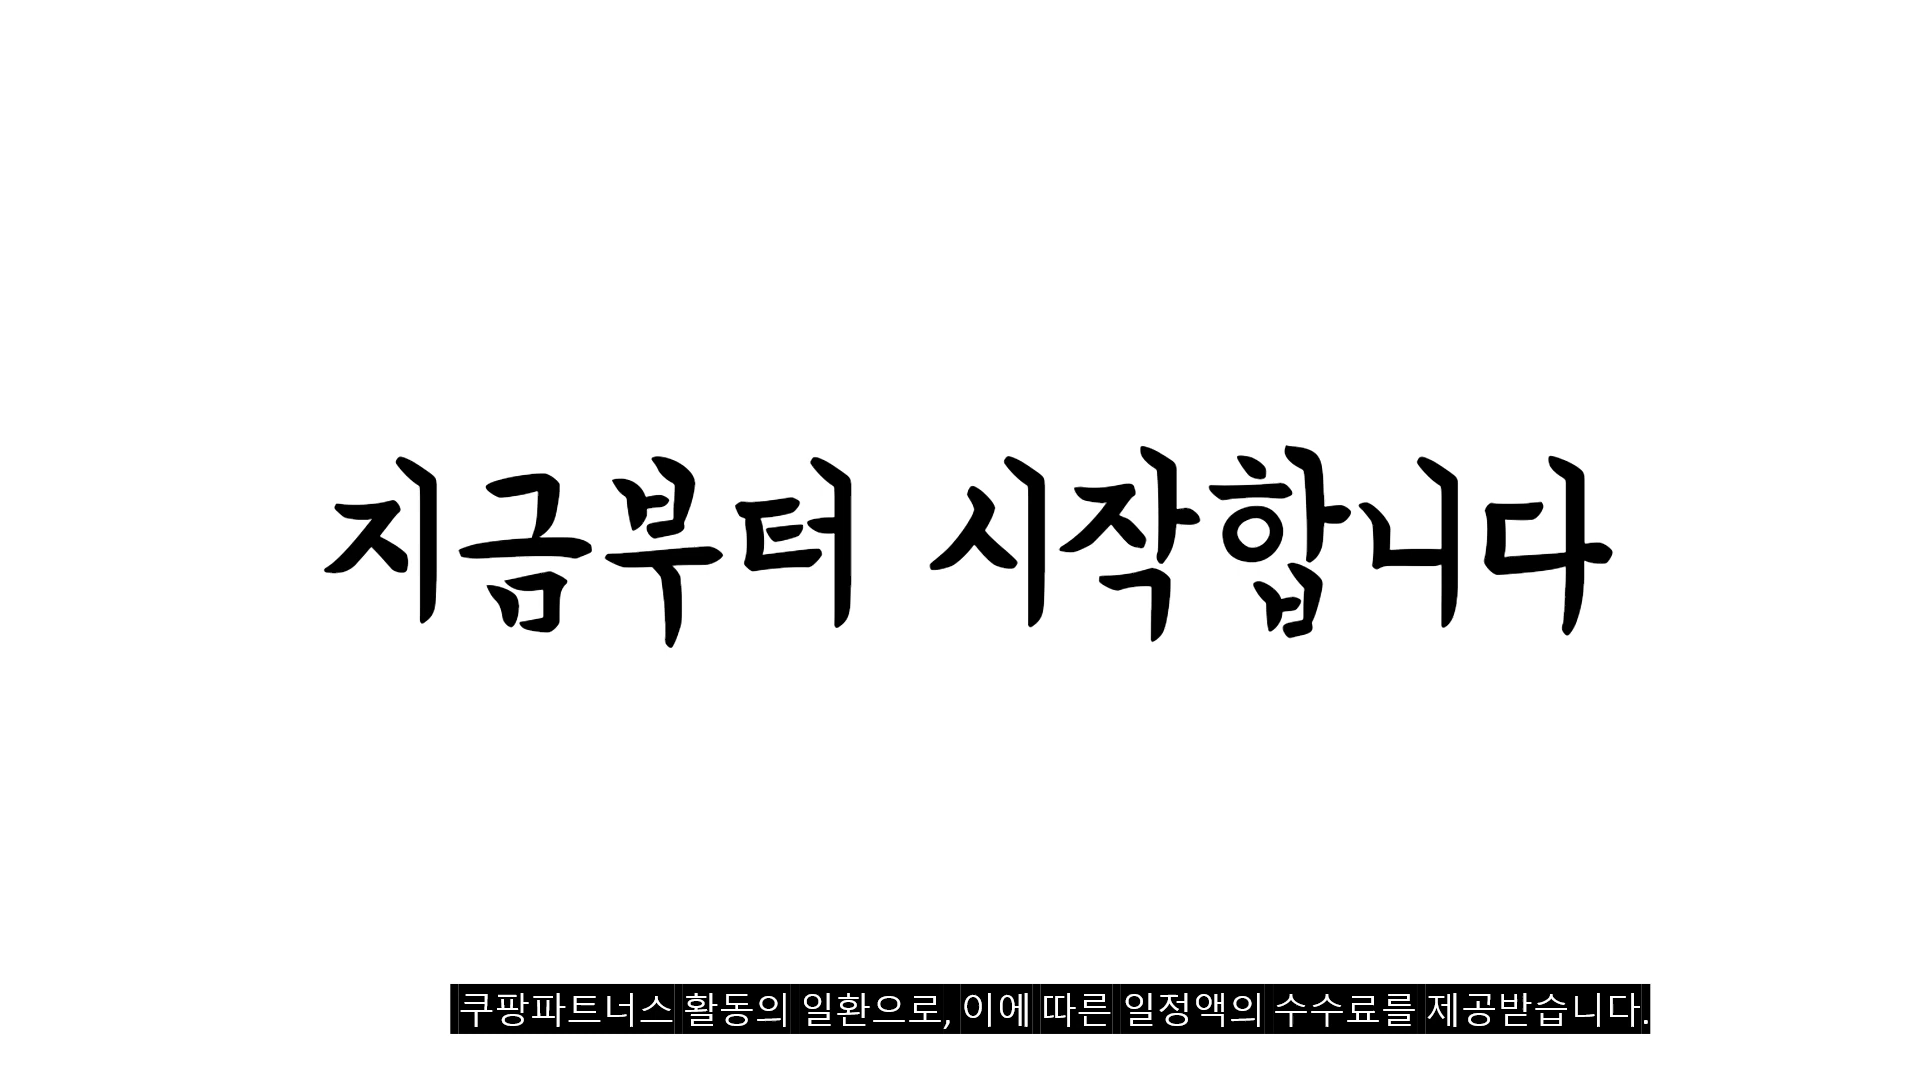 지금부터 시작합니다
쿠팡파트너스 활동의 일환으로, 이에 따른 일정액의 수수료를 제공받습니다.